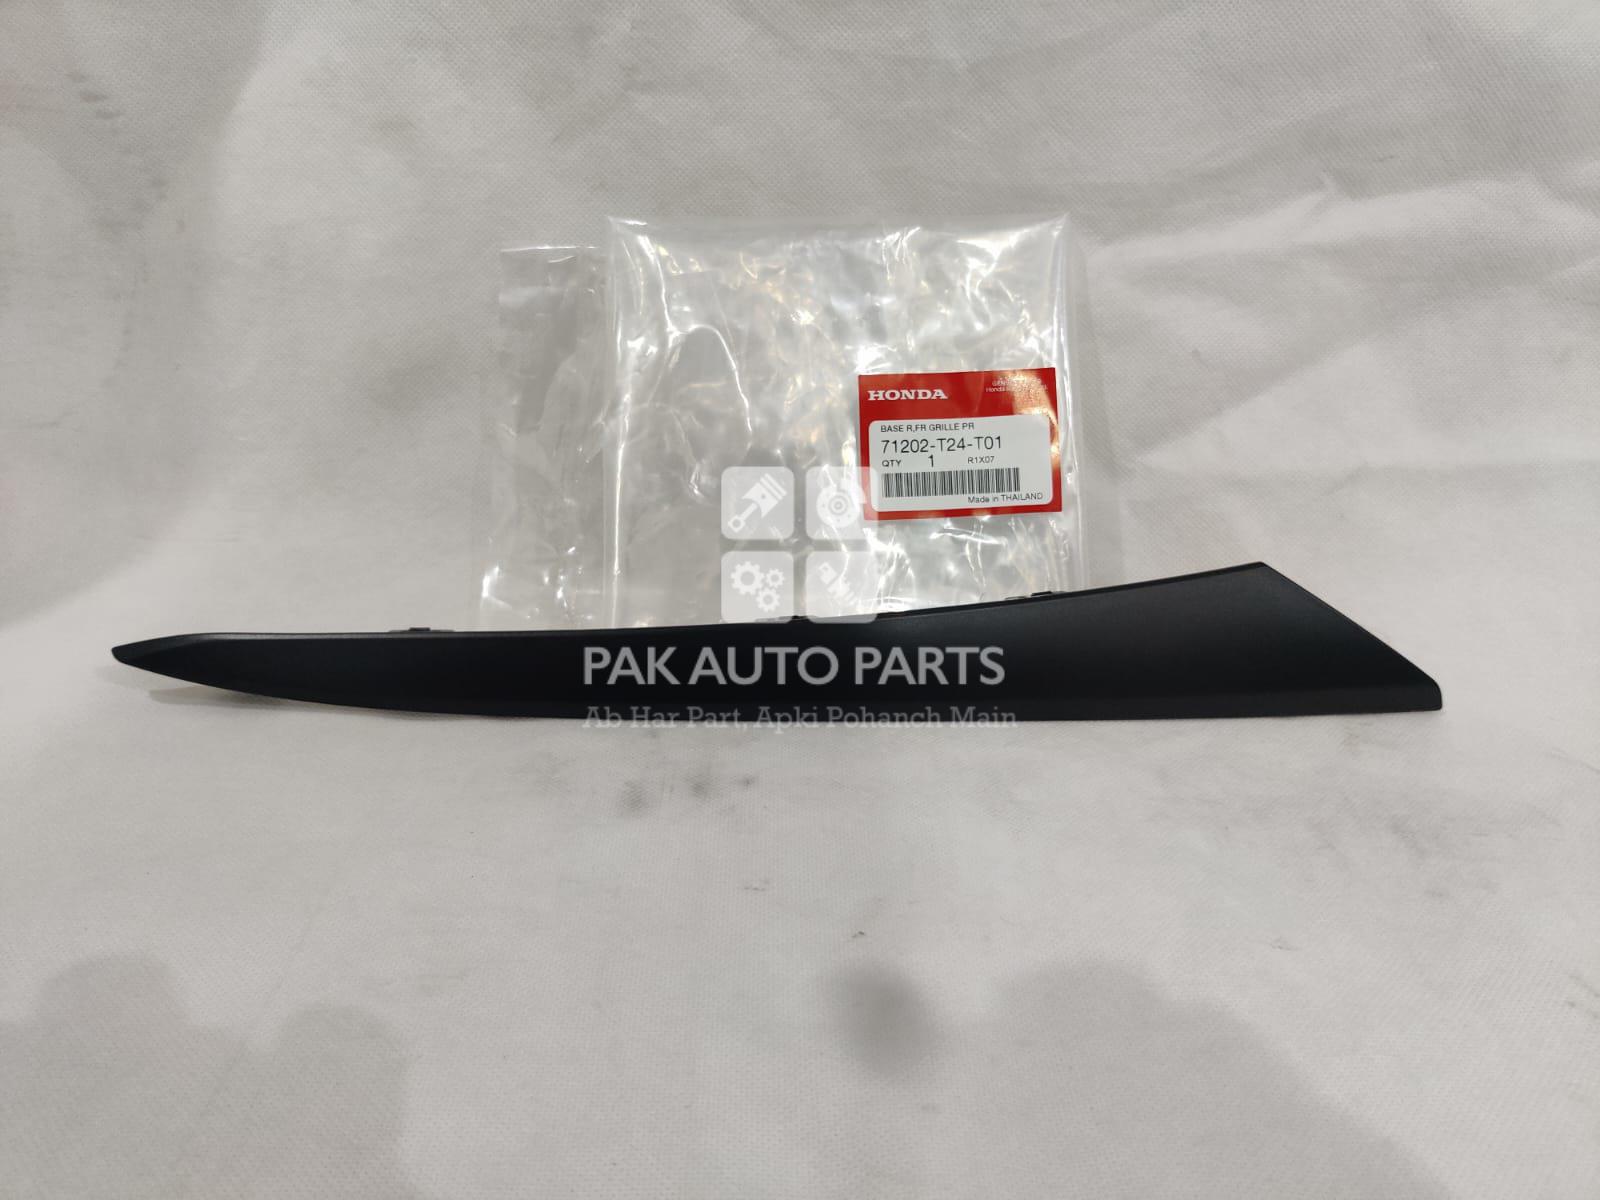 HONDA
BASE R,FR GRILLE PR
71202-T24-T01
QTY 1 R1X07
Made in THAILAND
PAK AUTO PARTS
Ab Har Part, Apki Pohanch Main